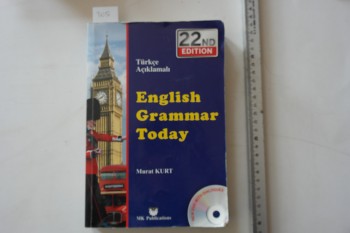 22ND
EDITION
Türkçe
Açıklamalı
English
Grammar
Today
Murat KURT
MK Publications